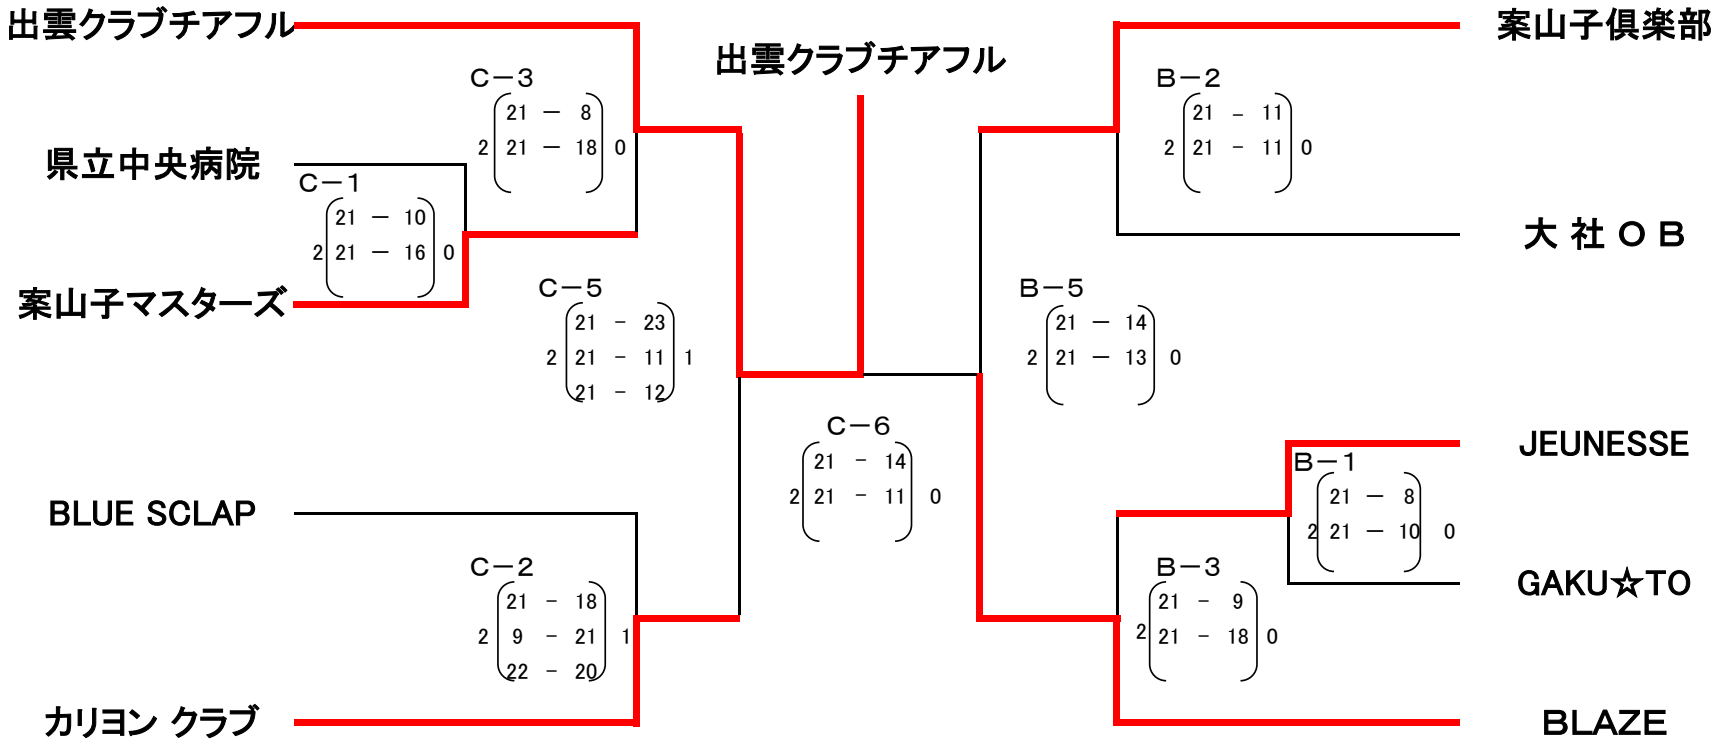 出雲クラブチアフル
案山子倶楽部
出雲クラブチアフル
C－3
21 － 8
2 21 － 18 0
B－2
21 - 11
2 21 - 11 0
県立中央病院
C－1
21 － 10
2 21 － 16 0
大 社 Ｏ Ｂ
案山子マスターズ
C－5
21 - 23
2 21 - 11 1
21 - 12
B－5
21 － 14
2 21 － 13 0
C－6
21 - 14
2 21 - 11 0
JEUNESSE
B－1
21 － 8
2 21 － 10 0
BLUE SCLAP
GAKU☆TO
C－2
21 - 18
2 9 - 21 1
22 - 20
B－3
21 - 9
2 21 - 18 0
カリヨン クラブ
BLAZE